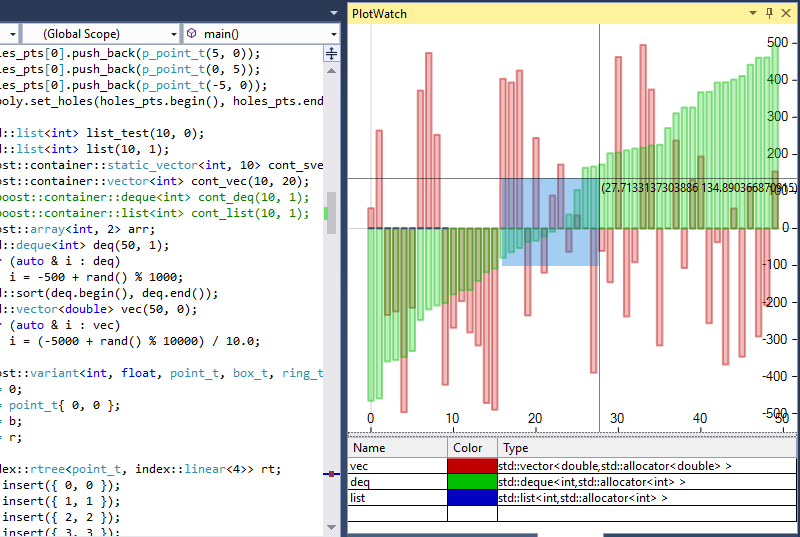 PlotWatch
(Global Scope)
main()
es_pts[0].push_back(p_point_t(5, 0));
es_pts[0].push_back(p_point_t(0, 5));
es_pts[0].push_back(p_point_t(-5, 0));
poly.set_holes(holes_pts.begin(), holes_pts.end
d::list<int> list_test(10, 0);
d::list<int> list(10, 1);
ost::container::static_vector<int, 10> cont_sve
ost::container::vector<int> cont_vec(10, 20);
boost::container::deque<int> cont_deq(10, 1);
boost::container::list<int> cont_list(10, 1);
ost::array<int, 2> arr;
d::deque<int> deq(50, 1);
r (auto & i : deq)
i = -500 + rand() % 1000;
d::sort(deq.begin(), deq.end());
d::vector<double> vec(50, 0);
r (auto & i : vec)
i = (-5000 + rand() % 10000) / 10.0;
ost::variant<int, float, point_t, box_t, ring_t
= 0;
= point_t{ 0, 0 };
= b;
= r;
dex::rtree<point_t, index::linear<4>> rt;
insert({ 0, 0 });
insert({ 1, 1 });
insert({ 2, 2 });
insert({ 3, 3 });
500
400
300
200
(27.7133137303886 134.890366870915)
100
0
-100
-200
-300
-400
-500
0 10 20 30 40 50
Name Color Type
vec std::vector<double,std::allocator<double> >
deq std::deque<int,std::allocator<int> >
list std::list<int,std::allocator<int> >